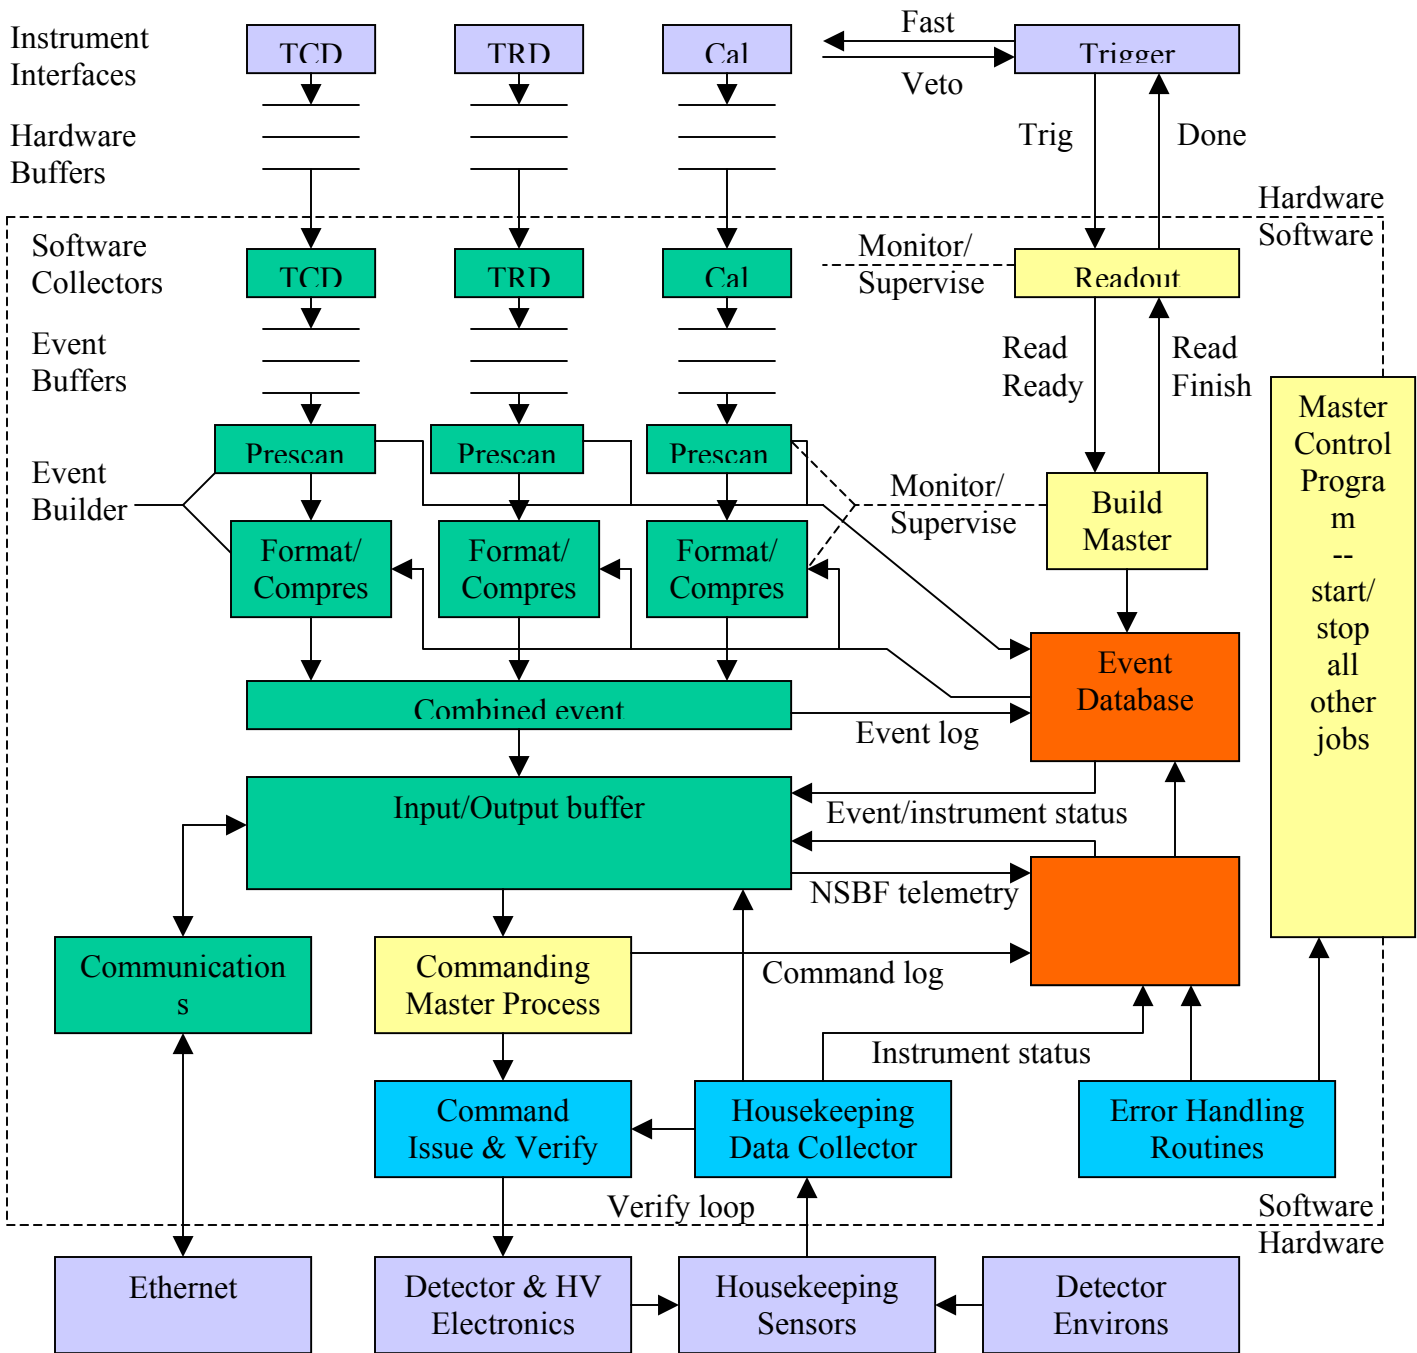 Instrument
Interfaces
TCD
TRD
Cal
Fast
Veto
Trigger
Hardware
Buffers
Trig
Done
Hardware
Software
Software
Collectors
TCD
TRD
Cal
Monitor/
Supervise
Readout
Event
Buffers
Read
Ready
Read
Finish
Master
Control
Progra
m
--
start/
stop
all
other
jobs
Event
Builder
Prescan
Prescan
Prescan
Monitor/
Supervise
Build
Master
Format/
Compres
Format/
Compres
Format/
Compres
Event
Database
Combined event
Event log
Input/Output buffer
Event/instrument status
NSBF telemetry
Communication
s
Commanding
Master Process
Command log
Instrument status
Command
Issue & Verify
Housekeeping
Data Collector
Error Handling
Routines
Verify loop
Software
Hardware
Ethernet
Detector & HV
Electronics
Housekeeping
Sensors
Detector
Environs